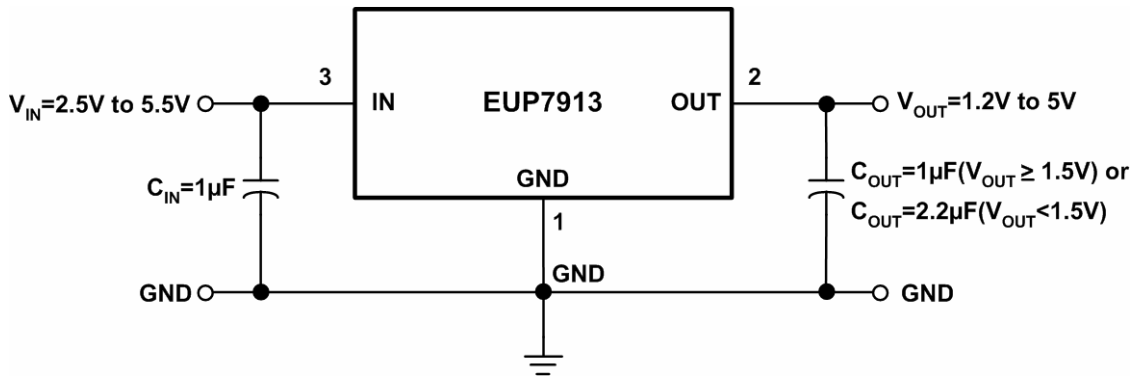 3
2
V_IN=2.5V to 5.5V
IN
EUP7913
OUT
V_OUT=1.2V to 5V
C_IN=1µF
GND
C_OUT=1µF(V_OUT ≥ 1.5V) or
C_OUT=2.2µF(V_OUT<1.5V)
1
GND
GND
GND